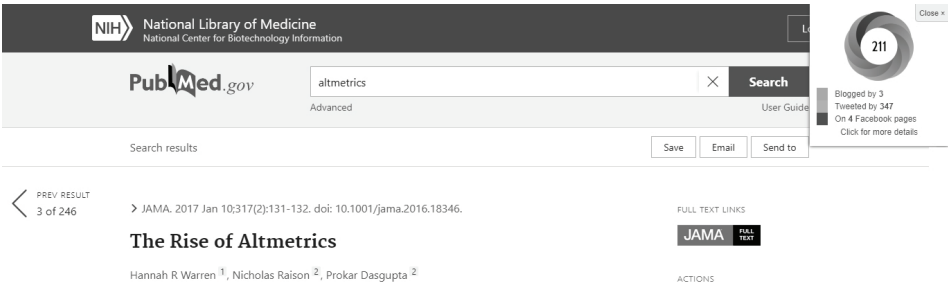 NIH National Library of Medicine
National Center for Biotechnology Information
Close ×
211
Blogged by 3
Tweeted by 347
On 4 Facebook pages
Click for more details
PubMed.gov
altmetrics
Search
Advanced
User Guide
Search results
Save Email Send to
PREV RESULT
3 of 246
JAMA. 2017 Jan 10;317(2):131-132. doi: 10.1001/jama.2016.18346.
The Rise of Altmetrics
Hannah R Warren 1, Nicholas Raison 2, Prokar Dasgupta 2
FULL TEXT LINKS
JAMA FULL TEXT
ACTIONS